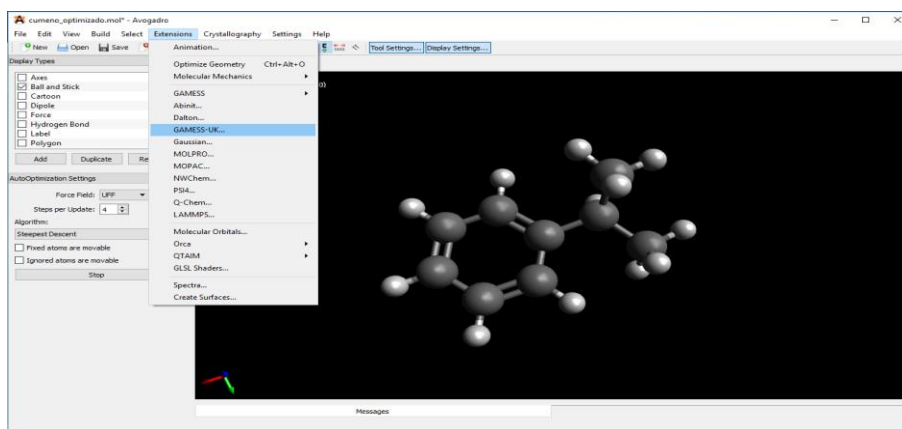 cumeno_optimizado.mol* - Avogadro
File Edit View Build Select Extensions Crystallography Settings Help
New Open Save Tool Settings... Display Settings...
Display Types
Axes
Ball and Stick
Cartoon
Dipole
Force
Hydrogen Bond
Label
Polygon
Add Duplicate Re
AutoOptimization Settings
Force Field: UFF
Steps per Update: 4
Algorithm:
Steepest Descent
Fixed atoms are movable
Ignored atoms are movable
Stop
Animation...
Optimize Geometry Ctrl+Alt+O
Molecular Mechanics
GAMESS
Abinit...
Dalton...
GAMESS-UK...
Gaussian...
MOLPRO...
MOPAC...
NWChem...
PSI4...
Q-Chem...
LAMMPS...
Molecular Orbitals...
Orca
QTAIM
GLSL Shaders...
Spectra...
Create Surfaces...
Messages